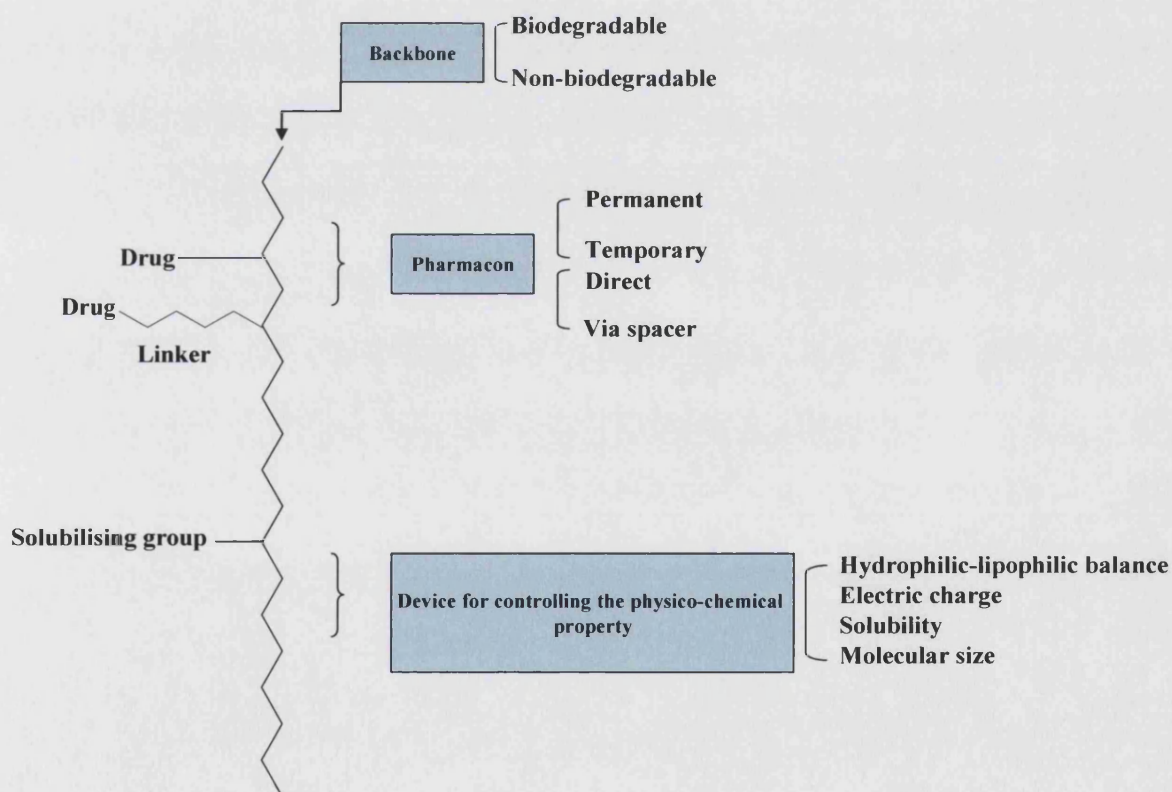 Backbone
Biodegradable
Non-biodegradable
Permanent
Temporary
Pharmacon
Direct
Via spacer
Drug
Drug
Linker
Solubilising group
Device for controlling the physico-chemical
property
Hydrophilic-lipophilic balance
Electric charge
Solubility
Molecular size